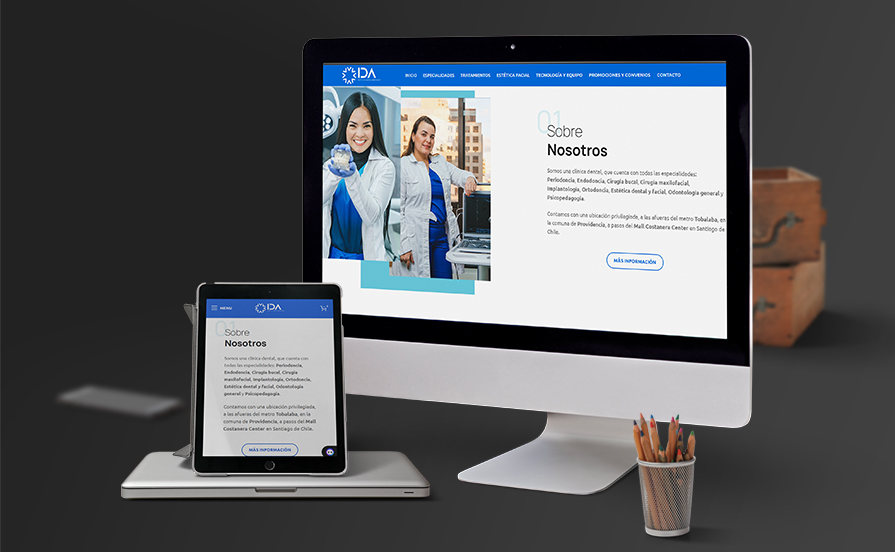 IDA
INICIO ESPECIALIDADES TRATAMIENTOS ESTÉTICA FACIAL TECNOLOGÍA Y EQUIPO PROMOCIONES Y CONVENIOS CONTACTO
01
Sobre
Nosotros
Somos una clínica dental, que cuenta con todas las especialidades:
Periodoncia, Endodoncia, Cirugía bucal, Cirugía maxilofacial,
Implantología, Ortodoncia, Estética dental y facial, Odontología general y
Psicopedagogía.
Contamos con una ubicación privilegiada, a las afueras del metro Tobalaba, en
la comuna de Providencia, a pasos del Mall Costanera Center en Santiago de
Chile.
MÁS INFORMACIÓN
MENU
IDA
01
Sobre
Nosotros
Somos una clínica dental, que cuenta con
todas las especialidades: Periodoncia,
Endodoncia, Cirugía bucal, Cirugía
maxilofacial, Implantología, Ortodoncia,
Estética dental y facial, Odontología
general y Psicopedagogía.
Contamos con una ubicación privilegiada,
a las afueras del metro Tobalaba, en la
comuna de Providencia, a pasos del Mall
Costanera Center en Santiago de Chile.
MÁS INFORMACIÓN